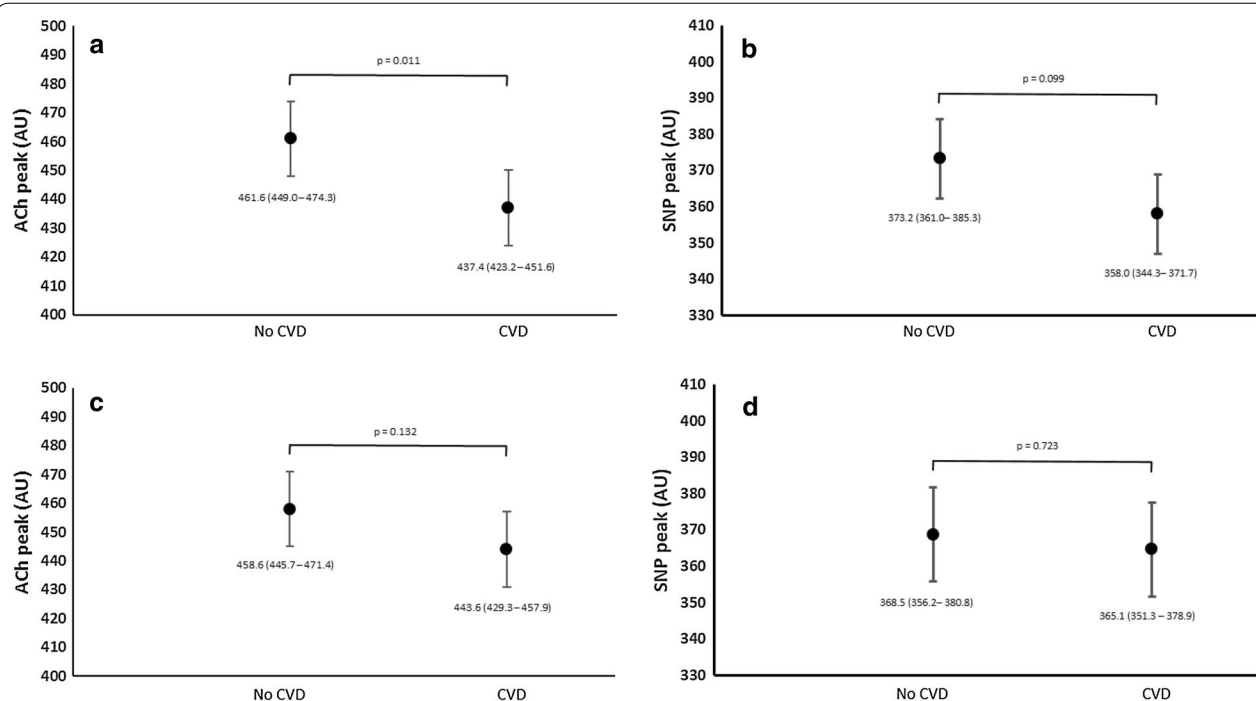 a
500
490
480
470
460
450
440
430
420
410
400
ACh peak (AU)
p = 0.011
461.6 (449.0–474.3)
437.4 (423.2–451.6)
No CVD
CVD
b
410
400
390
380
370
360
350
340
330
SNP peak (AU)
p = 0.099
373.2 (361.0–385.3)
358.0 (344.3–371.7)
No CVD
CVD
c
500
490
480
470
460
450
440
430
420
410
400
ACh peak (AU)
p = 0.132
458.6 (445.7–471.4)
443.6 (429.3–457.9)
No CVD
CVD
d
410
400
390
380
370
360
350
340
330
SNP peak (AU)
p = 0.723
368.5 (356.2–380.8)
365.1 (351.3–378.9)
No CVD
CVD